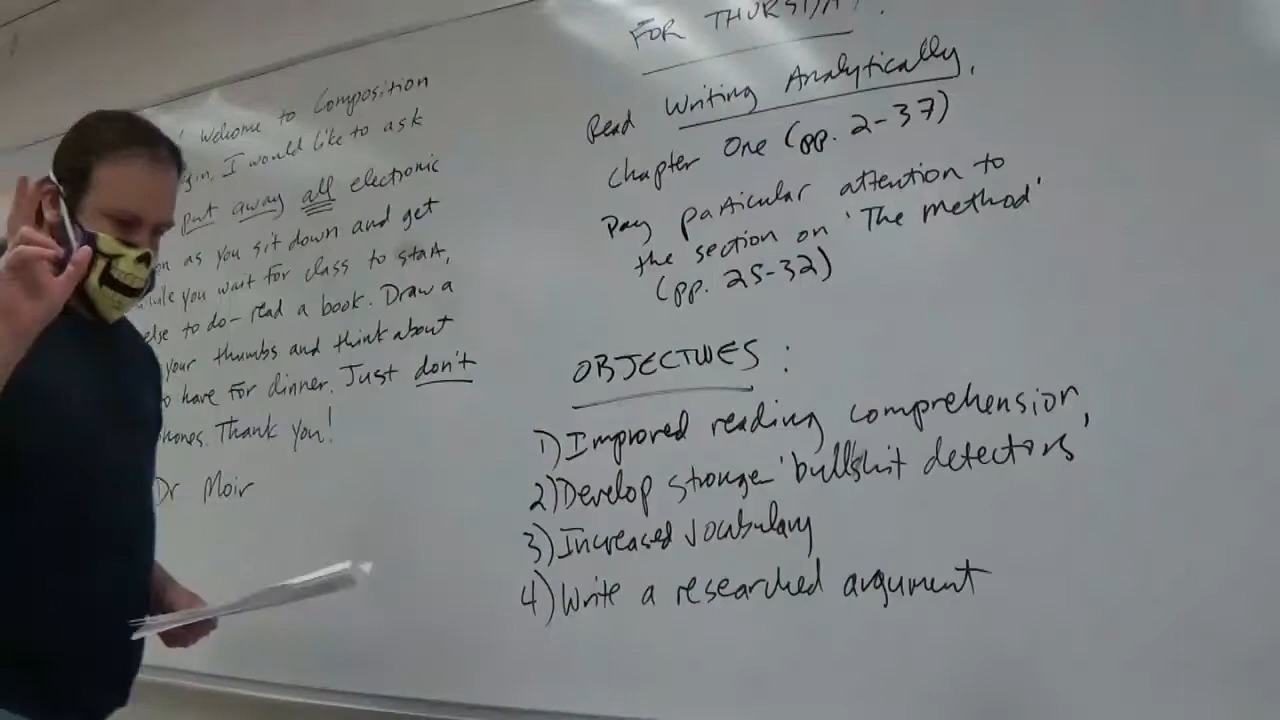 Welcome to Composition
I would like to ask
put away all electronic
as you sit down and get
you wait for class to start,
else to do – read a book. Draw a
your thumbs and think about
have for dinner. Just don't
Thank you!
Dr Moir
FOR THURSDAY:
Read Writing Analytically,
Chapter One (pp. 2-37)
Pay particular attention to
the section on 'The Method'
(pp. 25-32)
OBJECTIVES:
1) Improved reading comprehension,
2) Develop stronger 'bullshit detectors'
3) Increased vocabulary
4) Write a researched argument